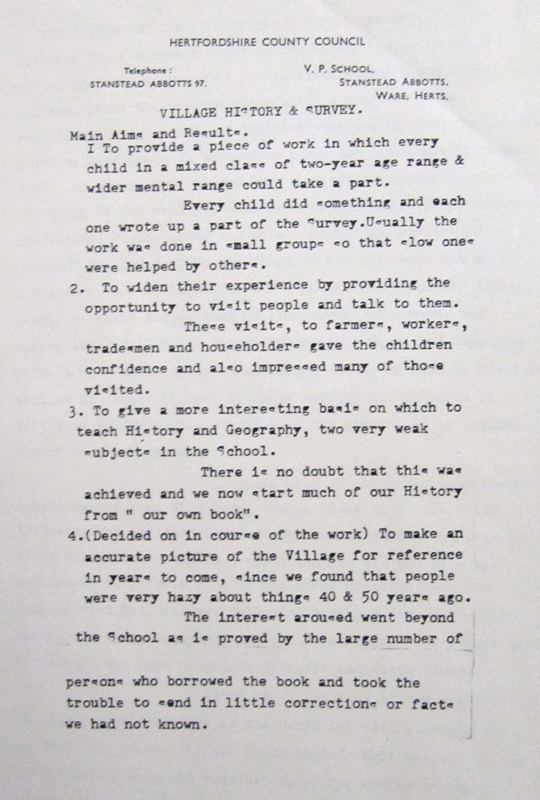 HERTFORDSHIRE COUNTY COUNCIL
Telephone:
STANSTEAD ABBOTTS 97.
V. P. SCHOOL,
STANSTEAD ABBOTTS.
WARE, HERTS.
VILLAGE HISTORY & SURVEY.
Main Aims and Results.
I To provide a piece of work in which every
child in a mixed class of two-year age range &
wider mental range could take a part.
Every child did something and each
one wrote up a part of the Survey.Usually the
work was done in small groups so that slow ones
were helped by others.
2. To widen their experience by providing the
opportunity to visit people and talk to them.
These visits, to farmers, workers,
tradesmen and householders gave the children
confidence and also impressed many of those
visited.
3. To give a more interesting basis on which to
teach History and Geography, two very weak
subjects in the School.
There is no doubt that this was
achieved and we now start much of our History
from " our own book".
4.(Decided on in course of the work) To make an
accurate picture of the Village for reference
in years to come, since we found that people
were very hazy about things 40 & 50 years ago.
The interest aroused went beyond
the School as is proved by the large number of
persons who borrowed the book and took the
trouble to send in little corrections or facts
we had not known.